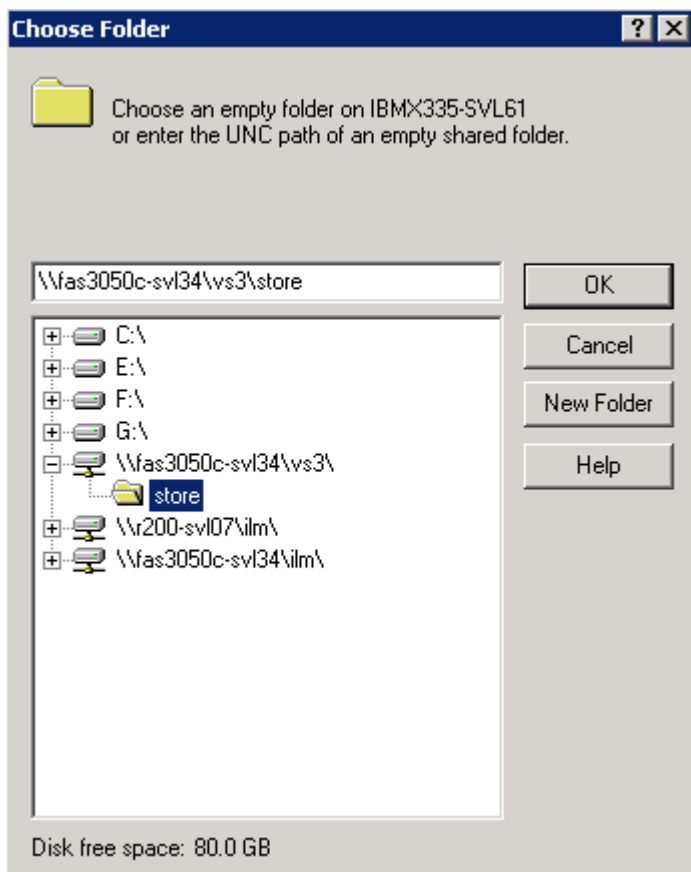 Choose Folder
Choose an empty folder on IBMX335-SVL61
or enter the UNC path of an empty shared folder.
\\fas3050c-svl34\vs3\store
OK
Cancel
New Folder
Help
C:\
E:\
F:\
G:\
\\fas3050c-svl34\vs3\
store
\\r200-svl07\ilm\
\\fas3050c-svl34\ilm\
Disk free space: 80.0 GB